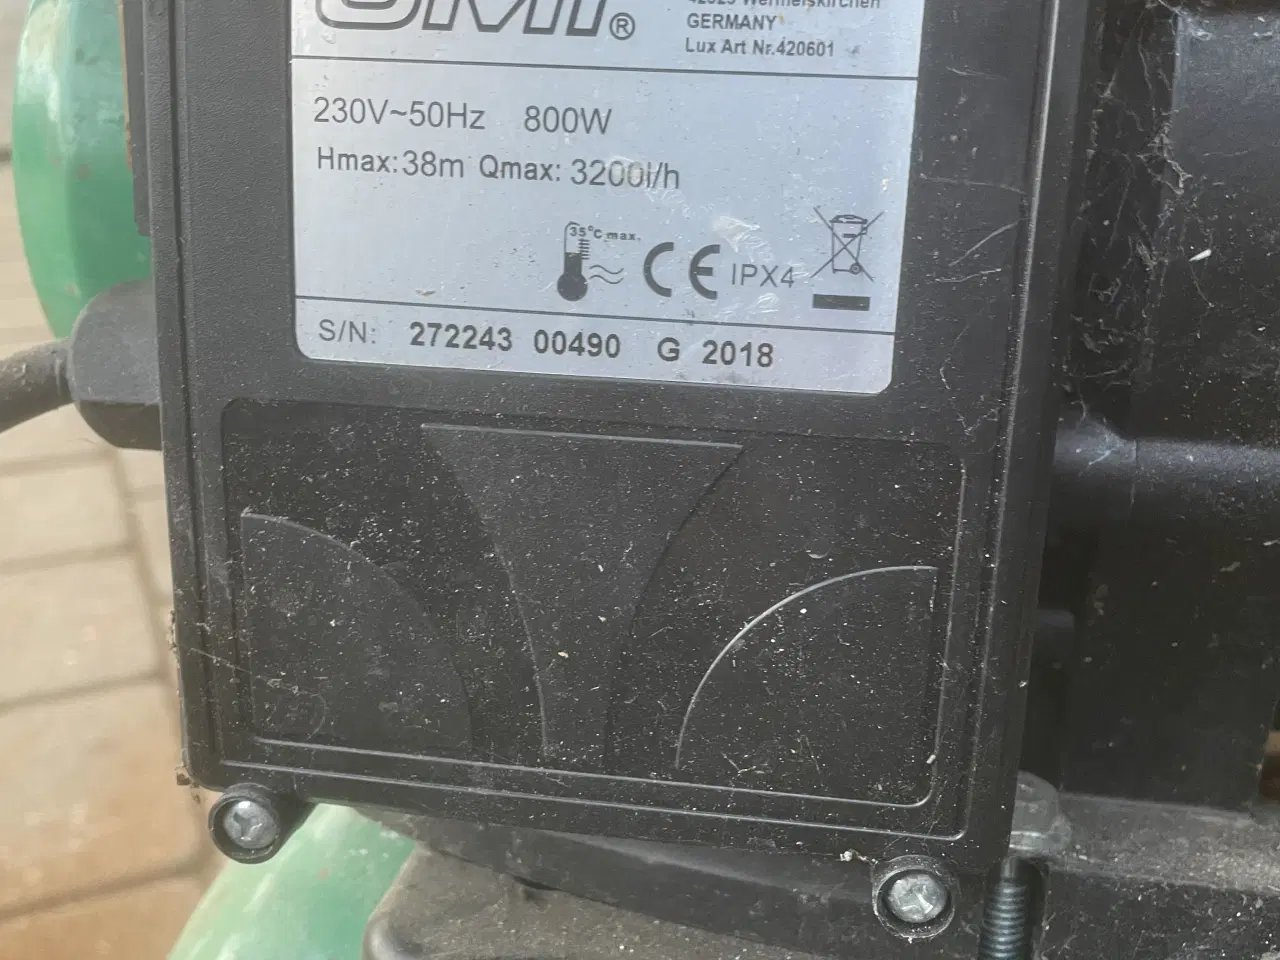 ®
GERMANY
Lux Art Nr.420601
230V~50Hz 800W
Hmax:38m Qmax: 3200l/h
35°C max.
CE IPX4
S/N: 272243 00490 G 2018